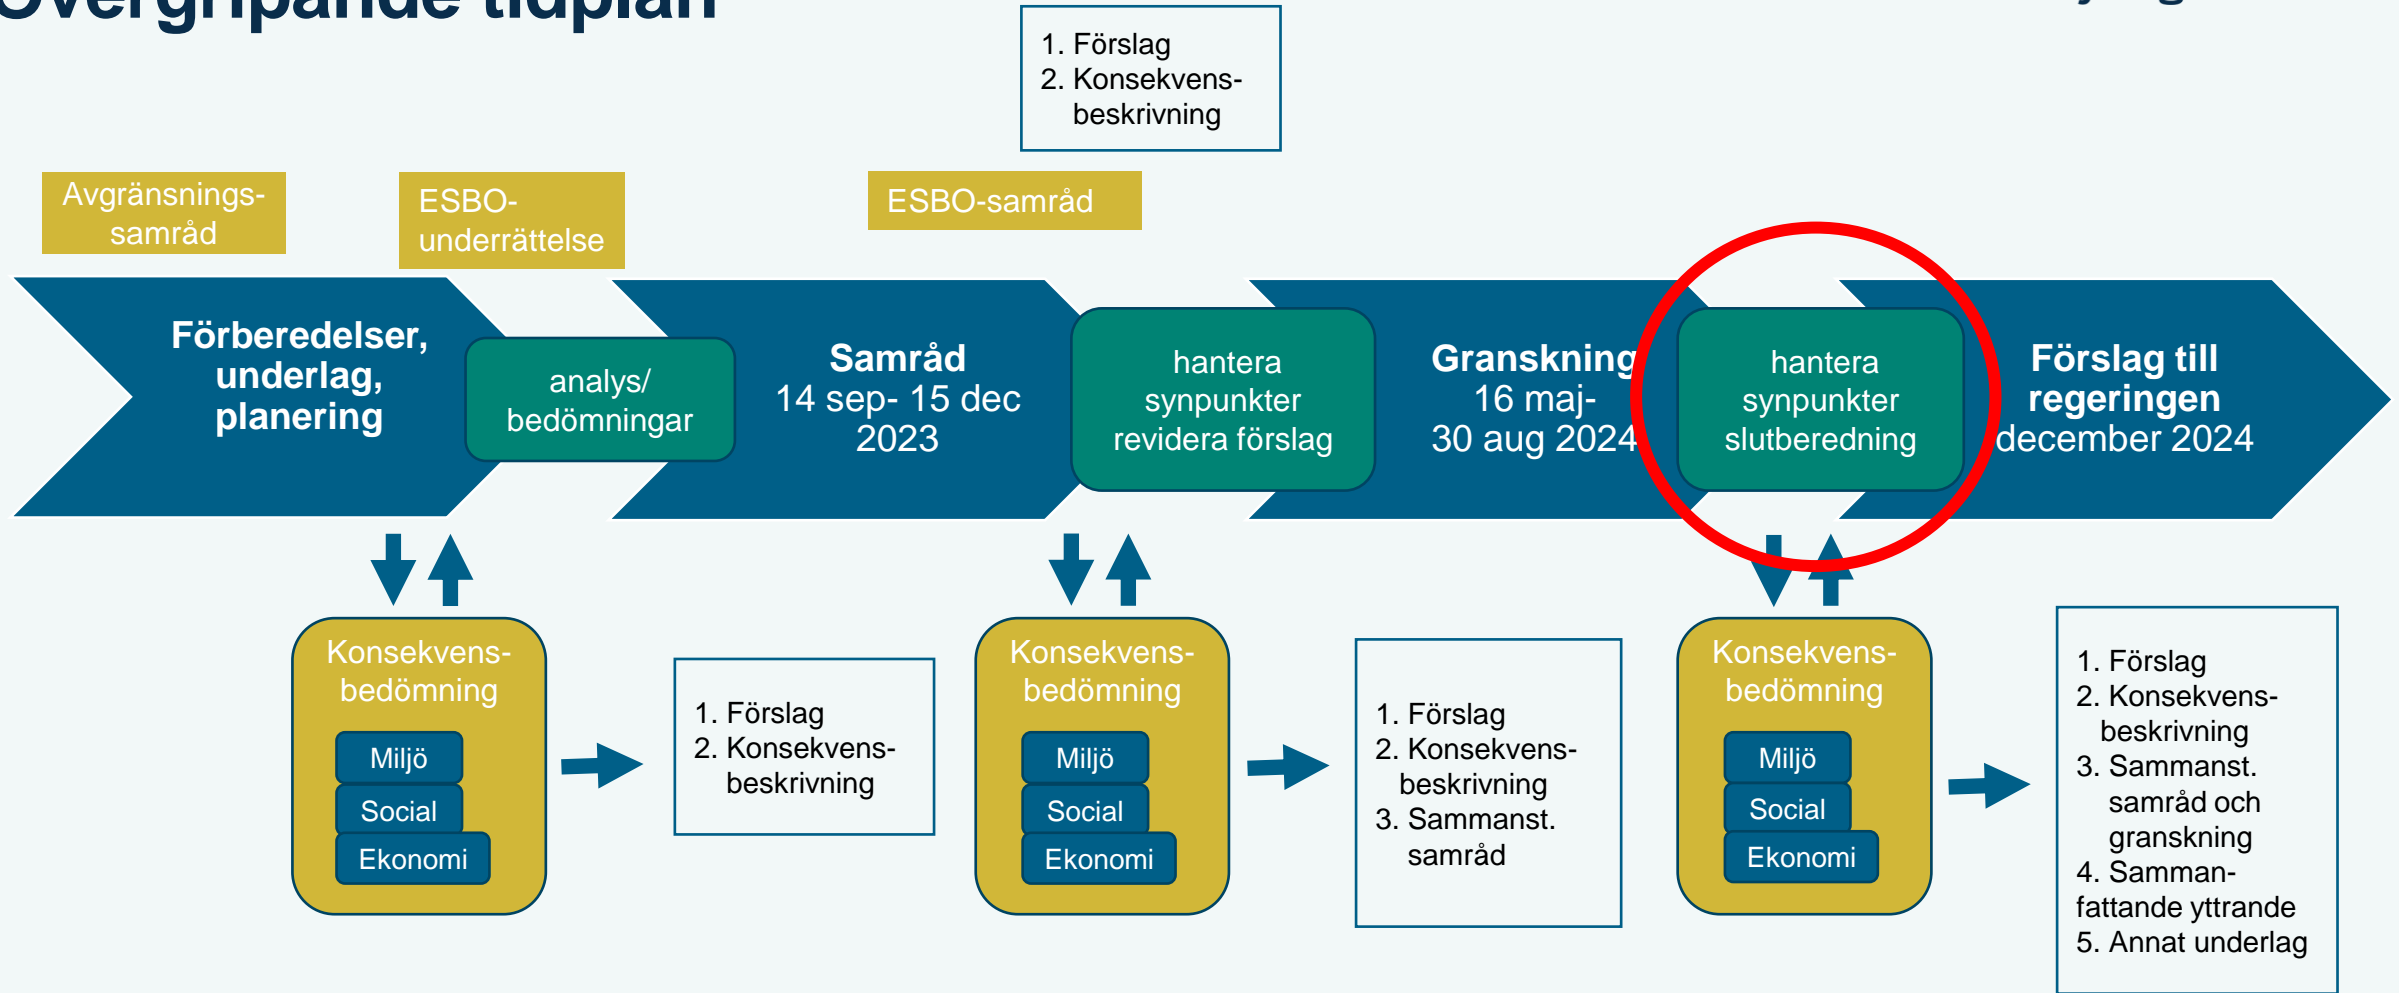 Övergripande tidplan
1. Förslag
2. Konsekvens-
beskrivning
Avgränsnings-
samråd
ESBO-
underrättelse
ESBO-samråd
Förberedelser,
underlag,
planering
analys/
bedömningar
Samråd
14 sep- 15 dec
2023
hantera
synpunkter
revidera förslag
Granskning
16 maj-
30 aug 2024
hantera
synpunkter
slutberedning
Förslag till
regeringen
december 2024
Konsekvens-
bedömning
Miljö
Social
Ekonomi
1. Förslag
2. Konsekvens-
beskrivning
Konsekvens-
bedömning
Miljö
Social
Ekonomi
1. Förslag
2. Konsekvens-
beskrivning
3. Sammanst.
samråd
Konsekvens-
bedömning
Miljö
Social
Ekonomi
1. Förslag
2. Konsekvens-
beskrivning
3. Sammanst.
samråd och
granskning
4. Samman-
fattande yttrande
5. Annat underlag